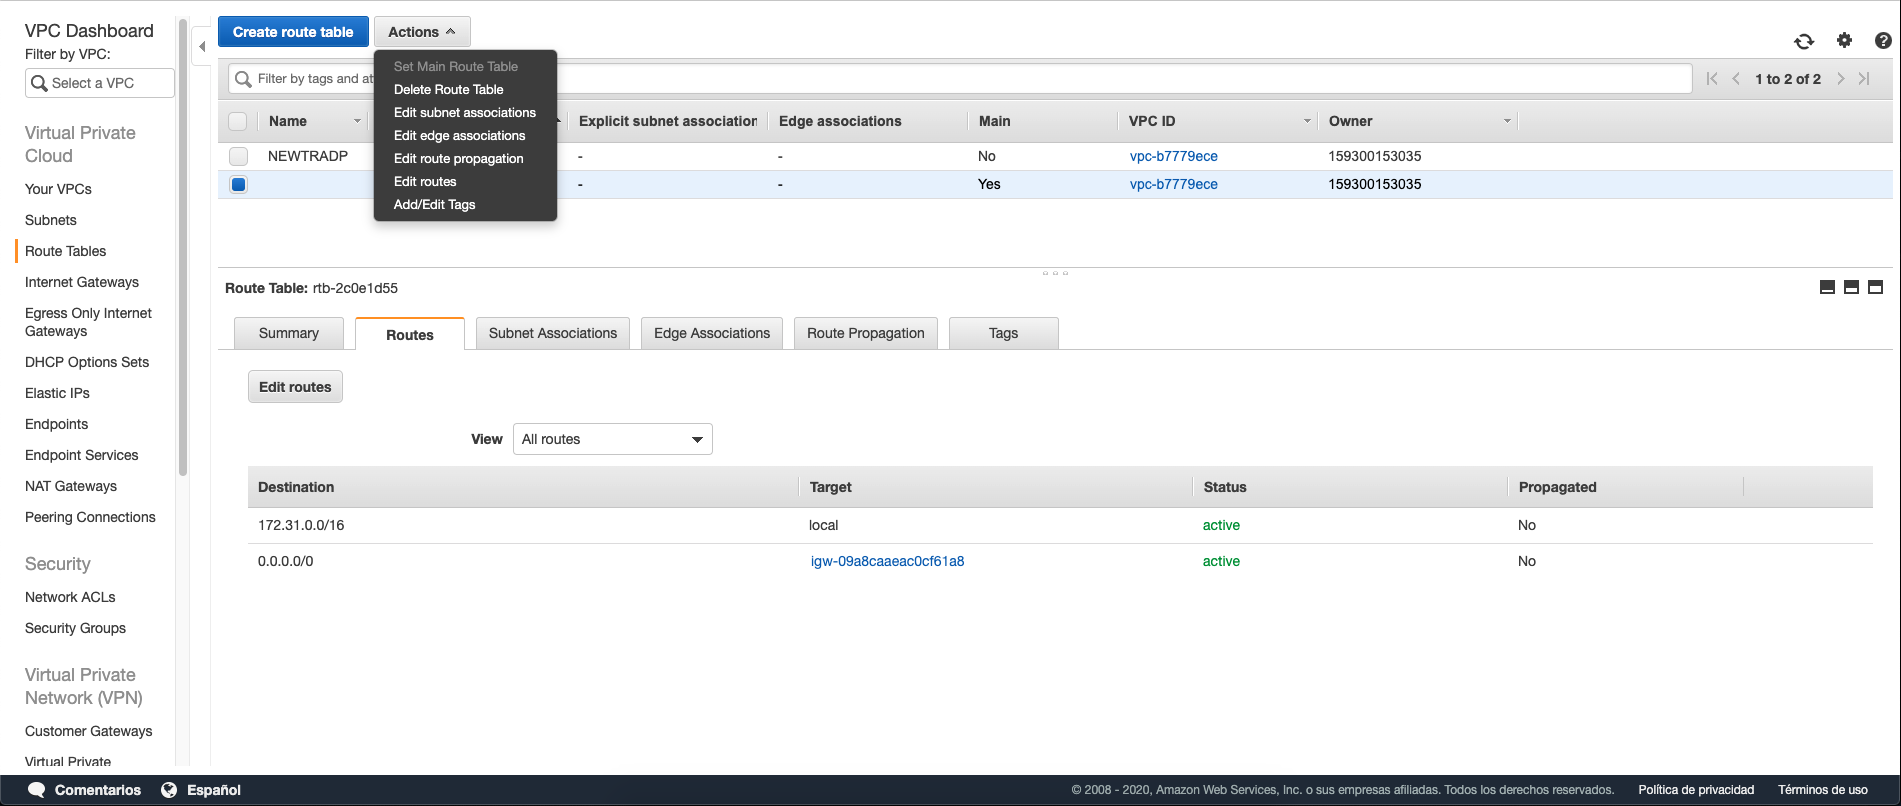 VPC Dashboard
Filter by VPC:
Select a VPC
Virtual Private
Cloud
Your VPCs
Subnets
Route Tables
Internet Gateways
Egress Only Internet
Gateways
DHCP Options Sets
Elastic IPs
Endpoints
Endpoint Services
NAT Gateways
Peering Connections
Security
Network ACLs
Security Groups
Virtual Private
Network (VPN)
Customer Gateways
Virtual Private
Create route table
Actions
Set Main Route Table
Delete Route Table
Edit subnet associations
Edit edge associations
Edit route propagation
Edit routes
Add/Edit Tags
Filter by tags and at
1 to 2 of 2
Name Explicit subnet association Edge associations Main VPC ID Owner
NEWTRADP - - No vpc-b7779ece 159300153035
- - Yes vpc-b7779ece 159300153035
Route Table: rtb-2c0e1d55
Summary Routes Subnet Associations Edge Associations Route Propagation Tags
Edit routes
View All routes
Destination Target Status Propagated
172.31.0.0/16 local active No
0.0.0.0/0 igw-09a8caaeac0cf61a8 active No
Comentarios Español © 2008 - 2020, Amazon Web Services, Inc. o sus empresas afiliadas. Todos los derechos reservados. Política de privacidad Términos de uso